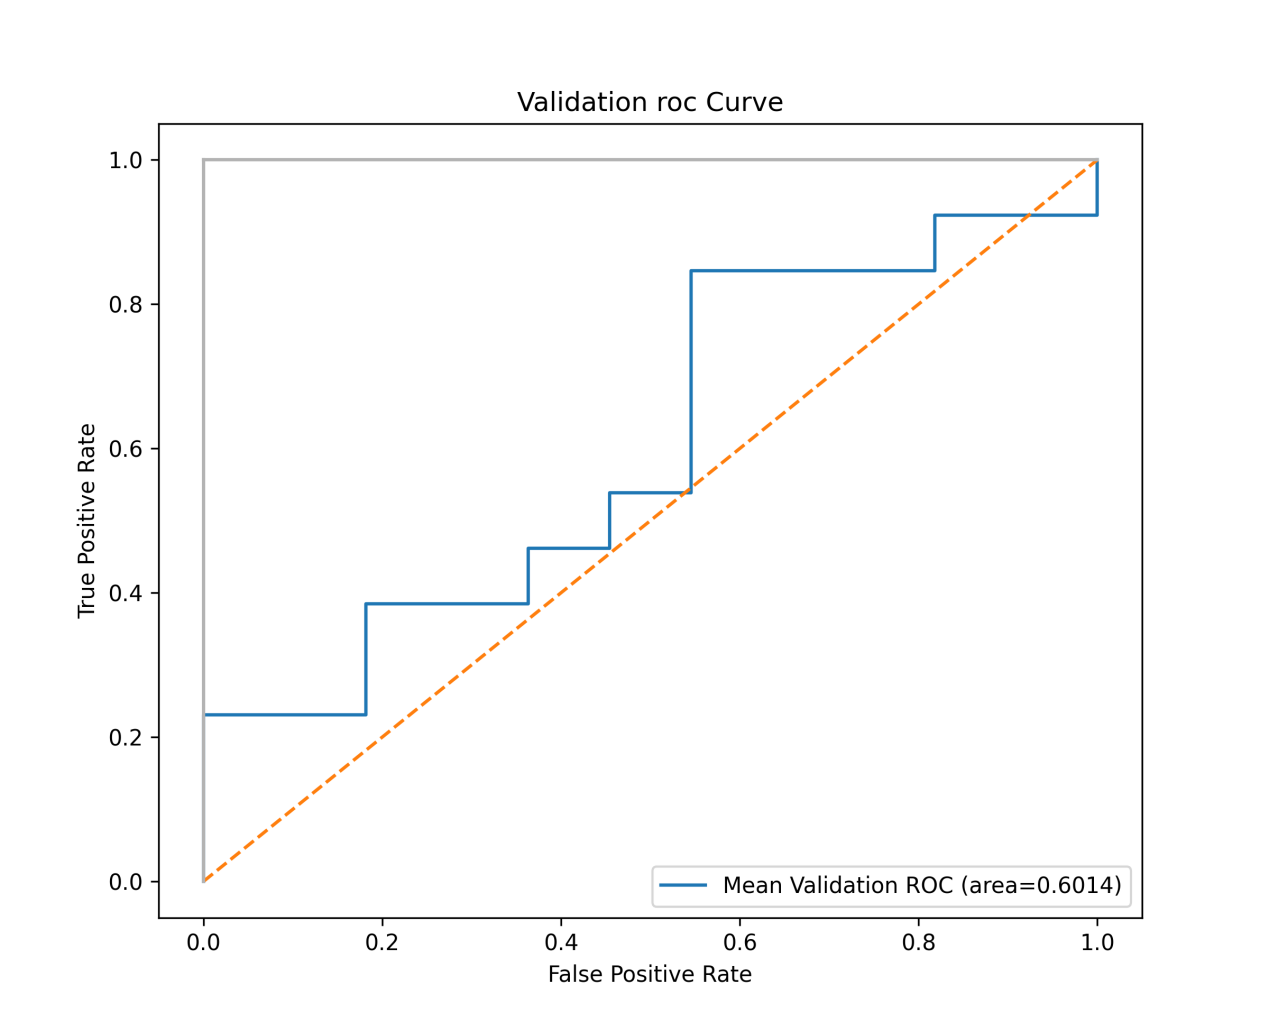 Validation roc Curve
1.0
0.8
0.6
0.4
0.2
0.0
True Positive Rate
Mean Validation ROC (area=0.6014)
0.0 0.2 0.4 0.6 0.8 1.0
False Positive Rate